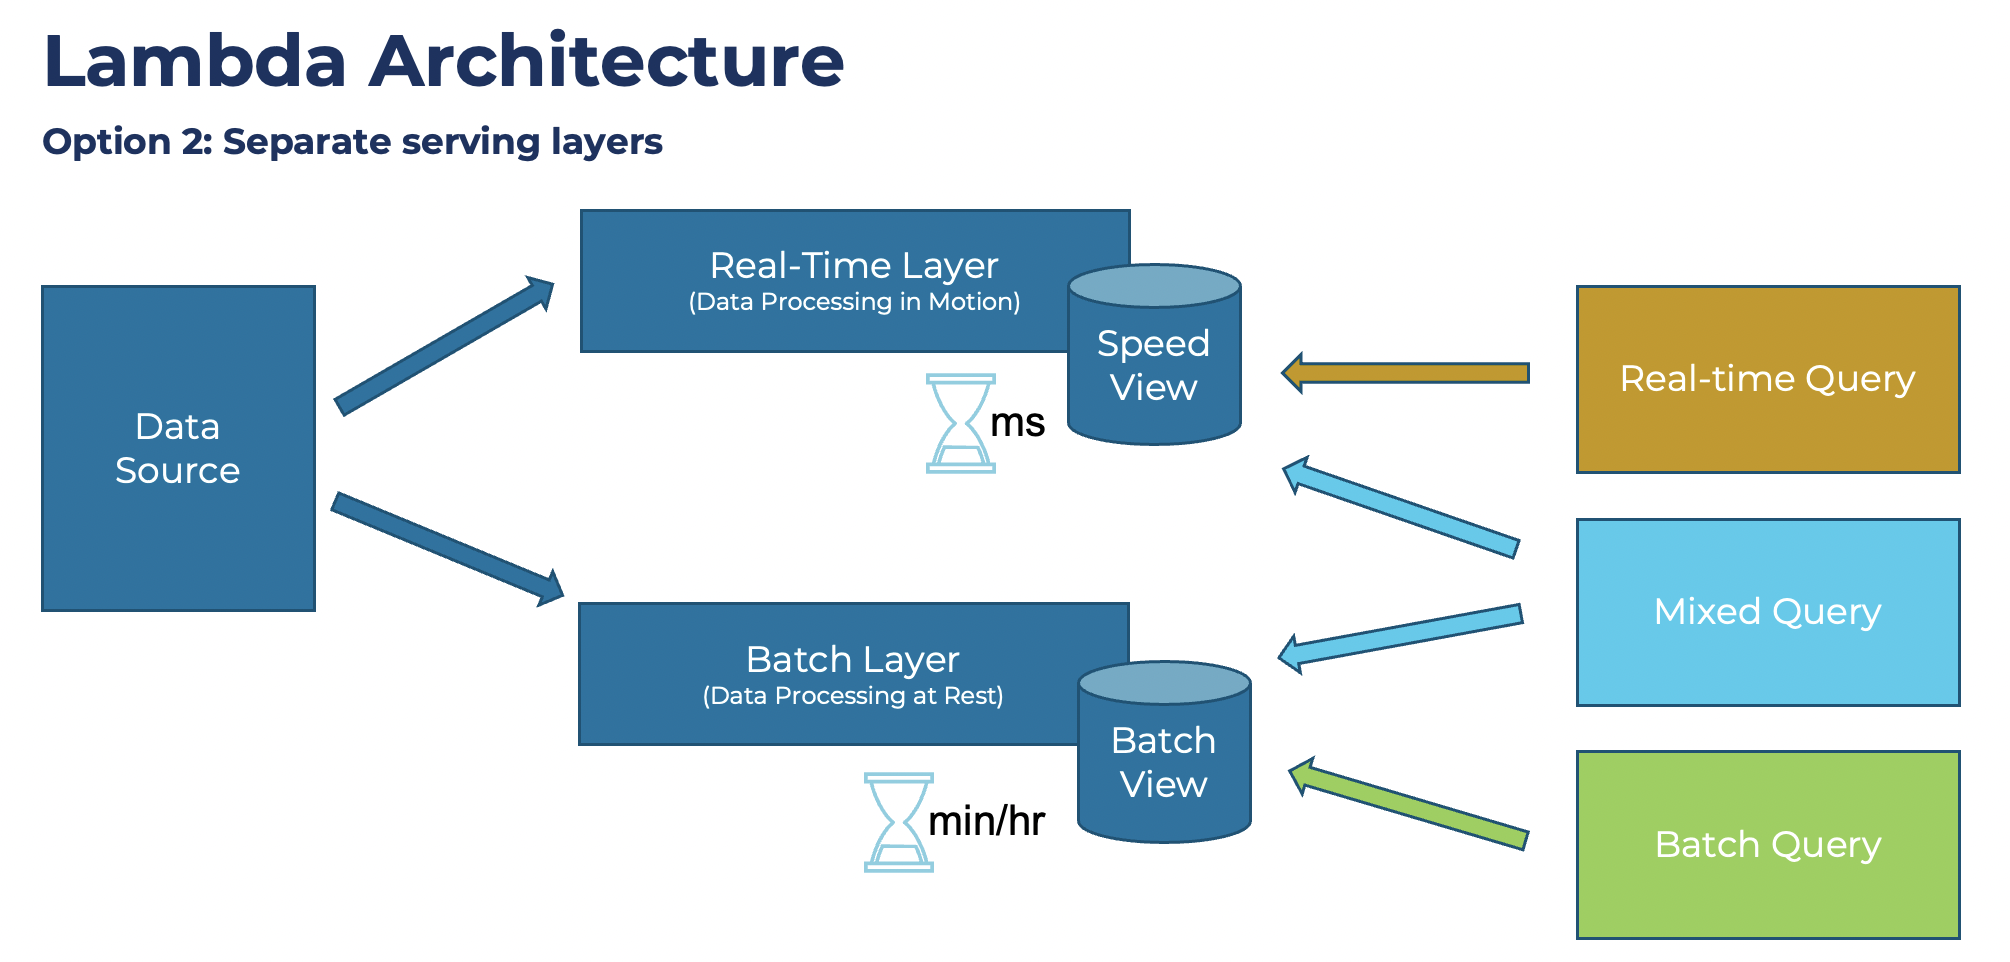 Lambda Architecture
Option 2: Separate serving layers
Data
Source
Real-Time Layer
(Data Processing in Motion)
Speed
View
ms
Batch Layer
(Data Processing at Rest)
Batch
View
min/hr
Real-time Query
Mixed Query
Batch Query